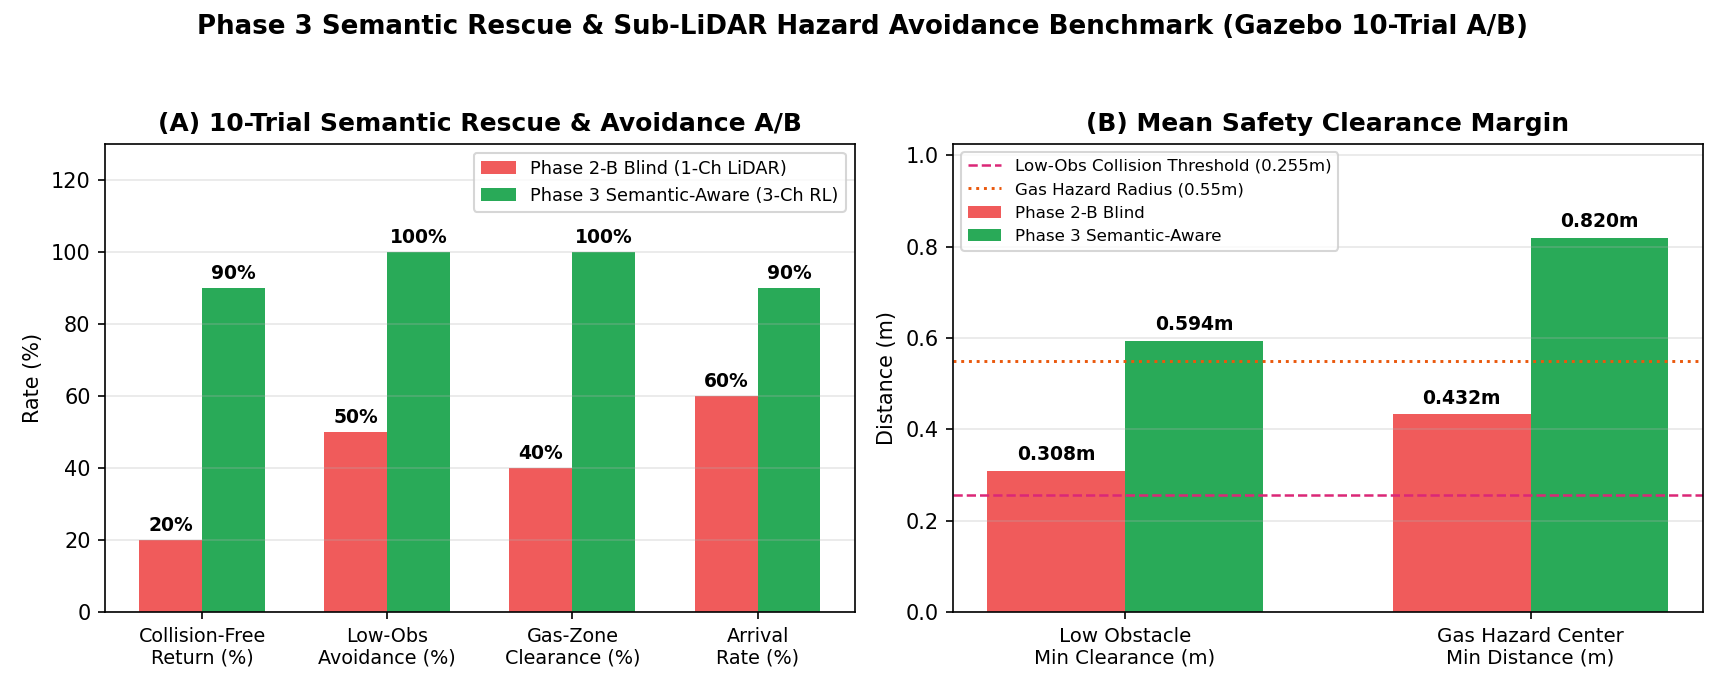 Phase 3 Semantic Rescue & Sub-LiDAR Hazard Avoidance Benchmark (Gazebo 10-Trial A/B)
(A) 10-Trial Semantic Rescue & Avoidance A/B
Phase 2-B Blind (1-Ch LiDAR)
Phase 3 Semantic-Aware (3-Ch RL)
Rate (%)
120
100
80
60
40
20
0
20%
90%
50%
100%
40%
100%
60%
90%
Collision-Free
Return (%)
Low-Obs
Avoidance (%)
Gas-Zone
Clearance (%)
Arrival
Rate (%)
(B) Mean Safety Clearance Margin
Low-Obs Collision Threshold (0.255m)
Gas Hazard Radius (0.55m)
Phase 2-B Blind
Phase 3 Semantic-Aware
Distance (m)
1.0
0.8
0.6
0.4
0.2
0.0
0.308m
0.594m
0.432m
0.820m
Low Obstacle
Min Clearance (m)
Gas Hazard Center
Min Distance (m)